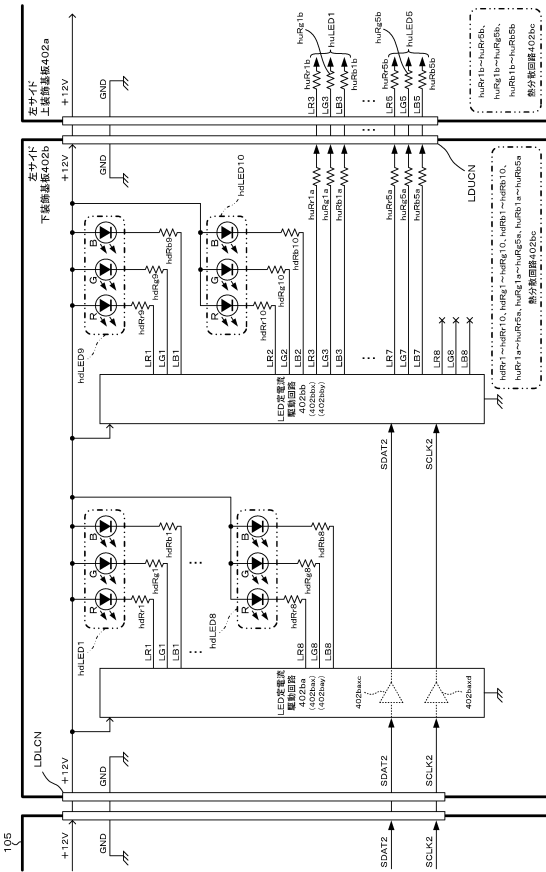 105
LDLCN
+12V
+12V
GND
GND
SDAT2
SDAT2
SCLK2
SCLK2
左サイド
下装飾基板402b
hdLED1
R
G
B
hdRr1
hdRg1
hdRb1
LR1
LG1
LB1
hdLED8
R
G
B
hdRr8
hdRg8
hdRb8
LR8
LG8
LB8
LED定電流
駆動回路
402ba
(402bax)
(402bay)
402baxc
402baxd
SDAT2
SCLK2
hdLED9
R
G
B
hdRr9
hdRg9
hdRb9
LR1
LG1
LB1
hdLED10
R
G
B
hdRr10
hdRg10
hdRb10
LR2
LG2
LB2
LR3
LG3
LB3
LR7
LG7
LB7
LR8
LG8
LB8
LED定電流
駆動回路
402bb
(402bbx)
(402bby)
huRr1a
huRg1a
huRb1a
huRr5a
huRg5a
huRb5a
LDUCN
+12V
+12V
GND
GND
左サイド
上装飾基板402a
LR3
LG3
LB3
huRr1b
huRg1b
huRb1b
huLED1
LR5
LG5
LB5
huRr5b
huRg5b
huRb5b
huLED5
hdRr1～hdRr10、hdRg1～hdRg10、hdRb1～hdRb10、
huRr1a～huRr5a、huRg1a～huRg5a、huRb1a～huRb5a
熱分散回路402bc
huRr1b～huRr5b、
huRg1b～huRg5b、
huRb1b～huRb5b
熱分散回路402bc